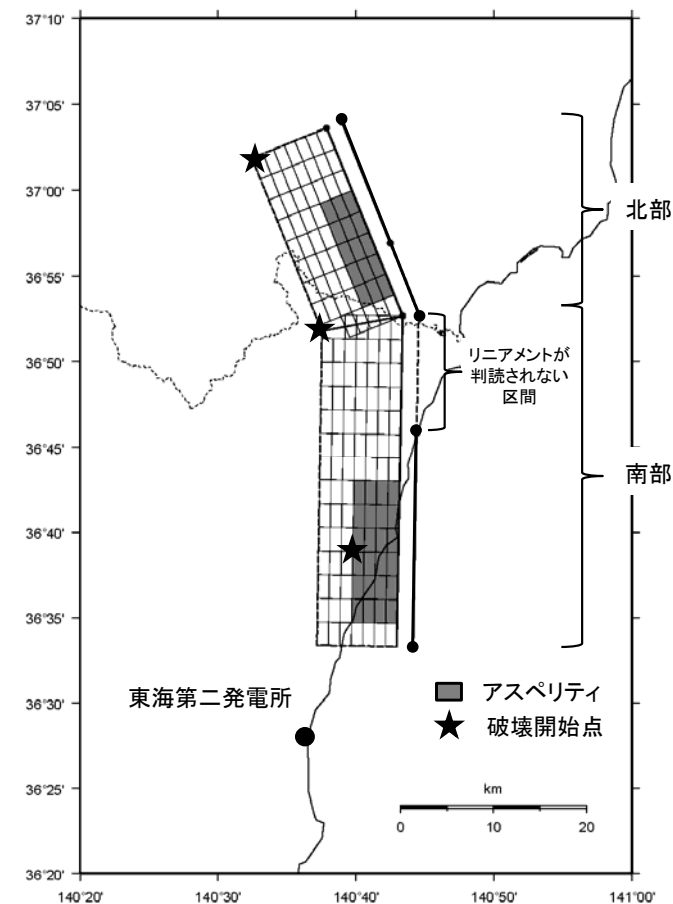 37°10'
37°05'
37°00'
36°55'
36°50'
36°45'
36°40'
36°35'
36°30'
36°25'
36°20'
140°20'
140°30'
140°40'
140°50'
141°00'
北部
リニアメントが
判読されない
区間
南部
東海第二発電所
アスペリティ
破壊開始点
km
0
10
20